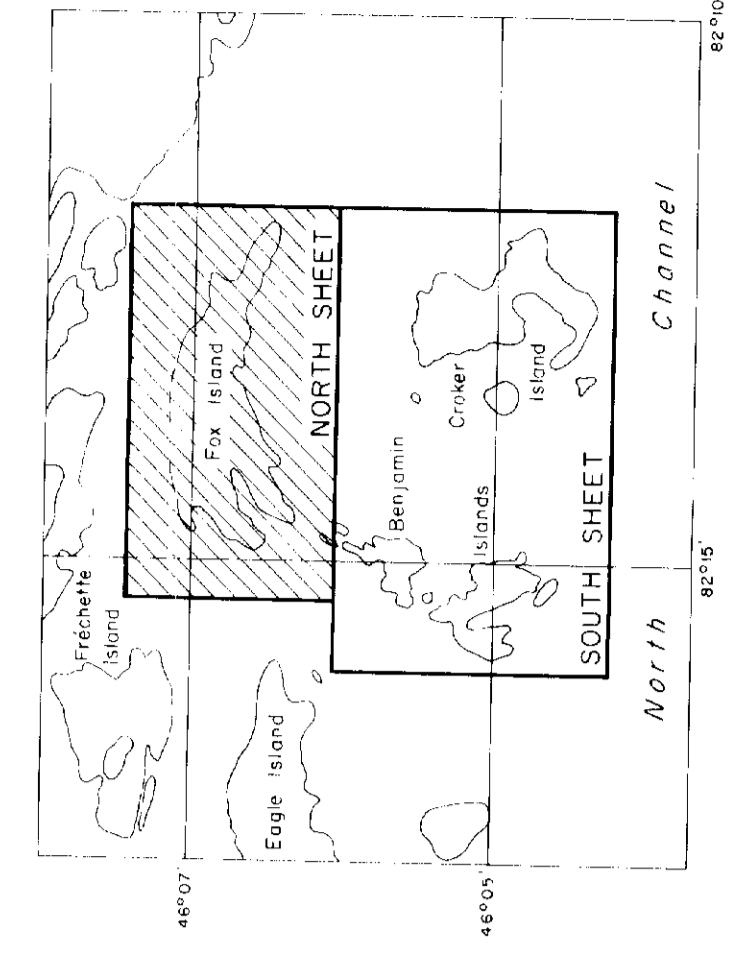 Fréchette
Island
46°07'
Fox Island
NORTH SHEET
Eagle Island
Benjamin
Islands
Croker
Island
46°05'
SOUTH SHEET
North Channel
82°15'
82°10'